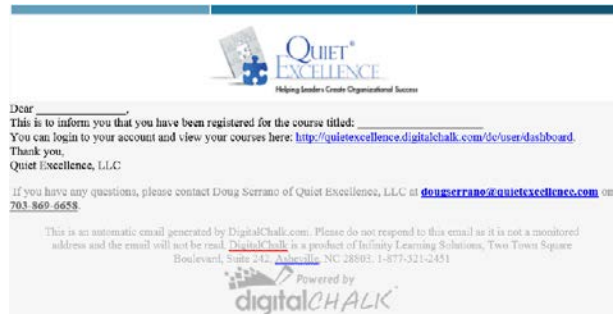 QUIET®
EXCELLENCE
Helping Leaders Create Organizational Success
Dear ________________,
This is to inform you that you have been registered for the course titled: ______________________
You can login to your account and view your courses here: http://quietexcellence.digitalchalk.com/dc/user/dashboard.
Thank you,
Quiet Excellence, LLC
If you have any questions, please contact Doug Serrano of Quiet Excellence, LLC at dougserrano@quietexcellence.com on
703-869-6658.
This is an automatic email generated by DigitalChalk.com. Please do not respond to this email as it is not a monitored
address and the email will not be read. DigitalChalk is a product of Infinity Learning Solutions, Two Town Square
Boulevard, Suite 242, Asheville, NC 28803. 1-877-321-2451
Powered by
digitalCHALK